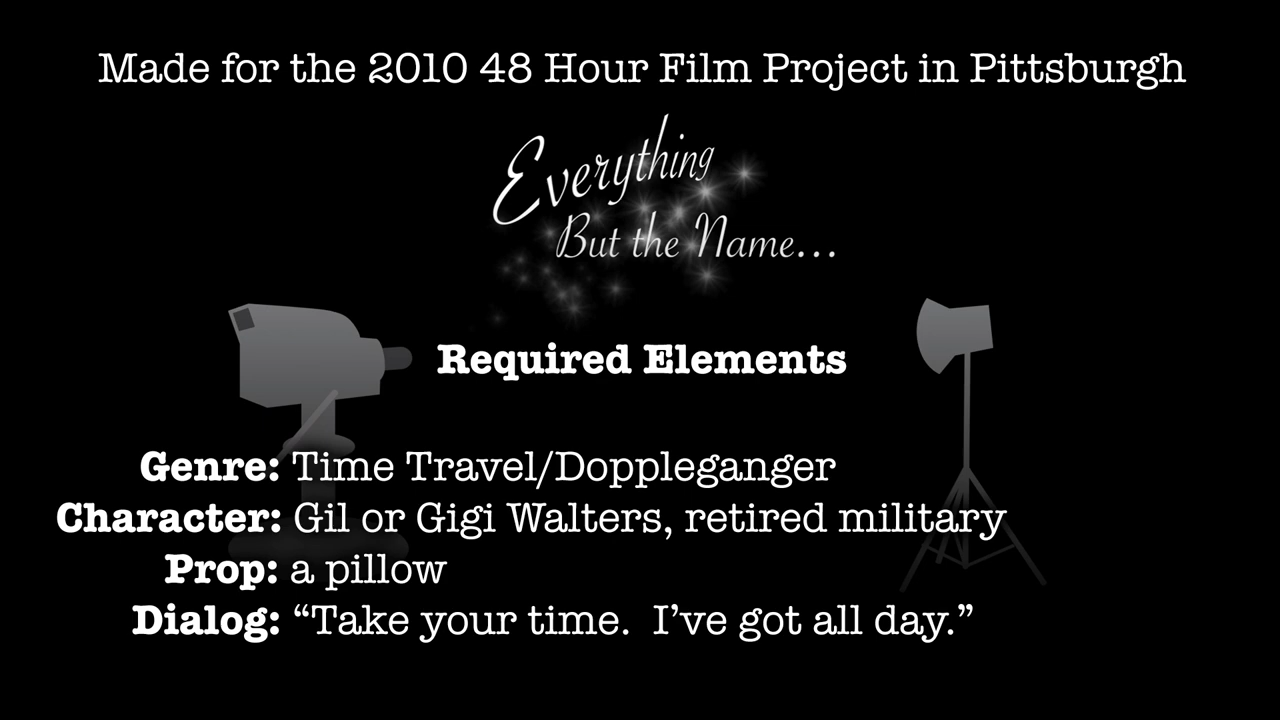 Made for the 2010 48 Hour Film Project in Pittsburgh
Everything
But the Name...
Required Elements
Genre: Time Travel/Doppleganger
Character: Gil or Gigi Walters, retired military
Prop: a pillow
Dialog: “Take your time.  I’ve got all day.”